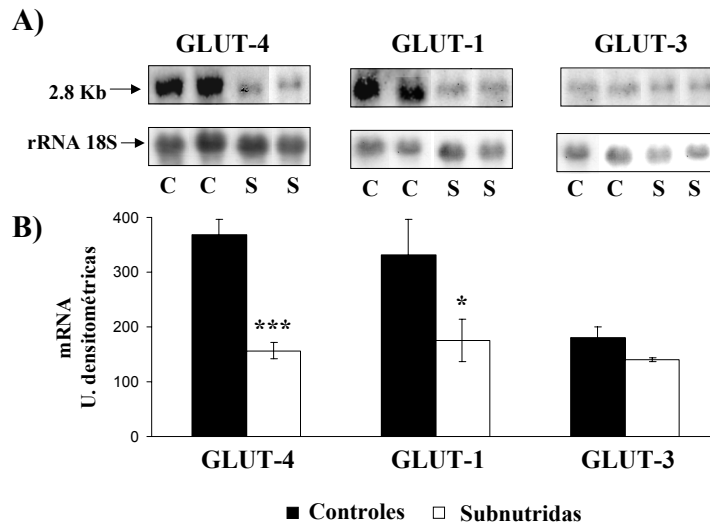 A)
GLUT-4 GLUT-1 GLUT-3
2.8 Kb
rRNA 18S
C C S S C C S S C C S S
B)
mRNA
U. densitométricas
400
300
200
100
0
***
*
GLUT-4 GLUT-1 GLUT-3
Controles Subnutridas